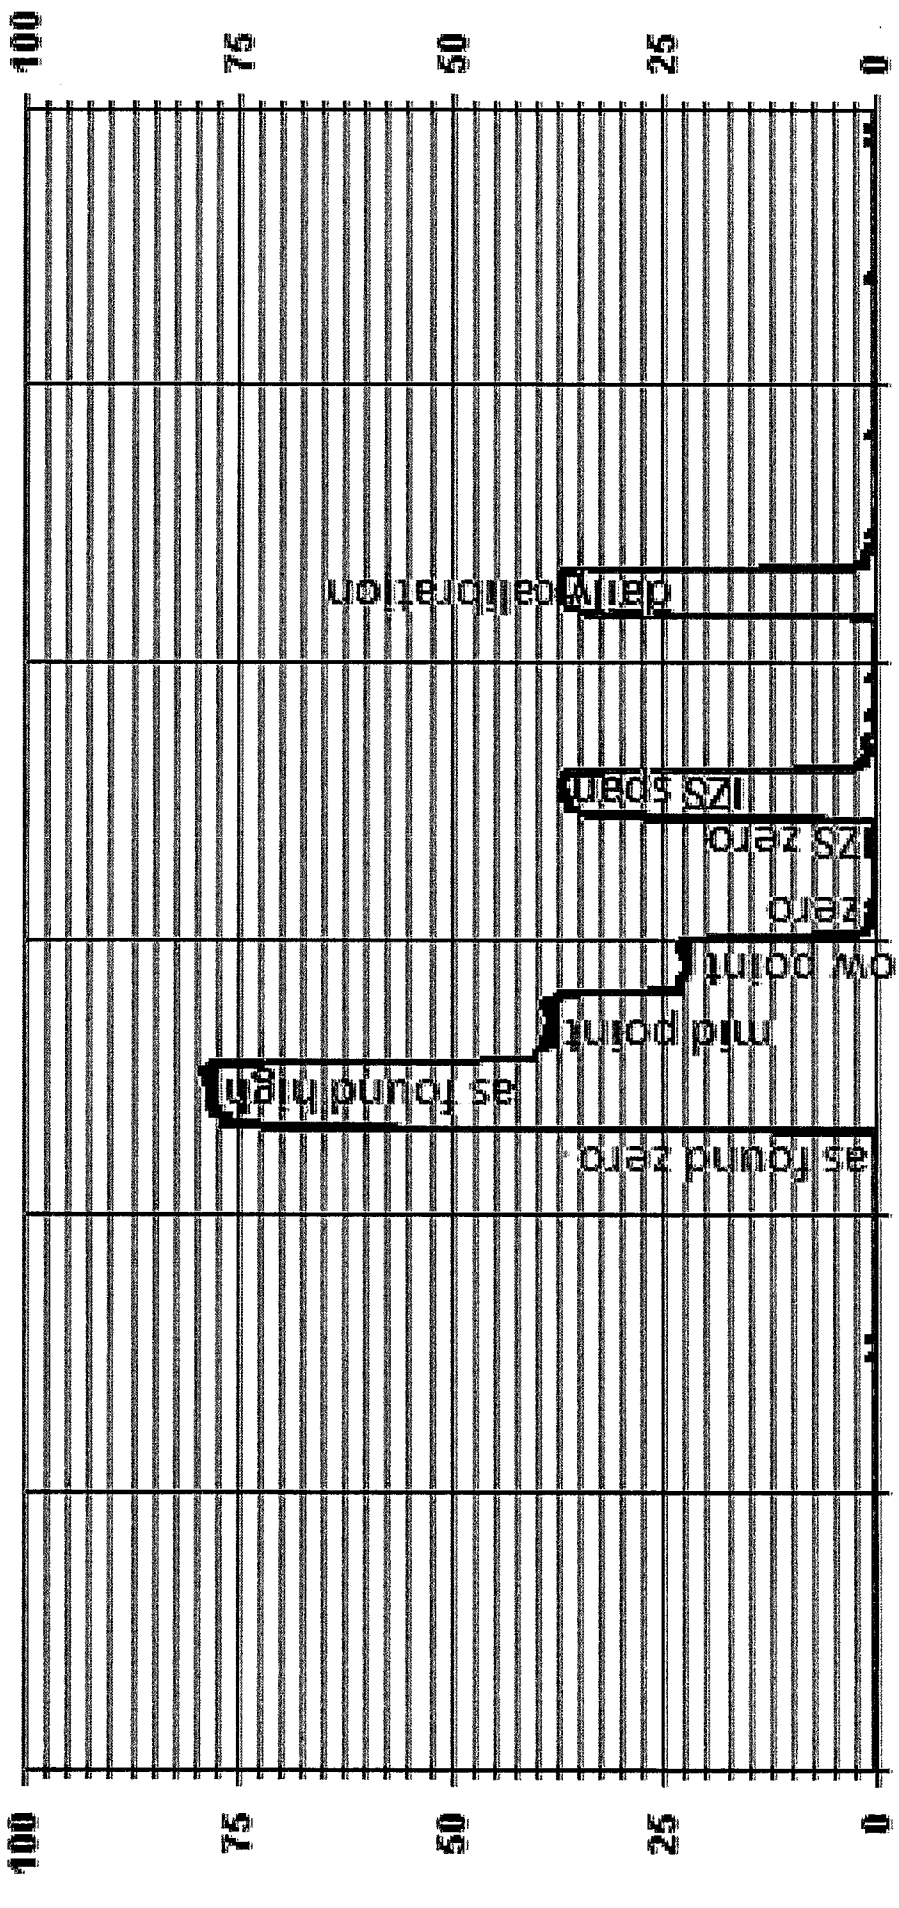 100
75
50
25
0
daily calibration
IZS span
IZS zero
zero
ow point
mid point
as found high
as found zero
100
75
50
25
0